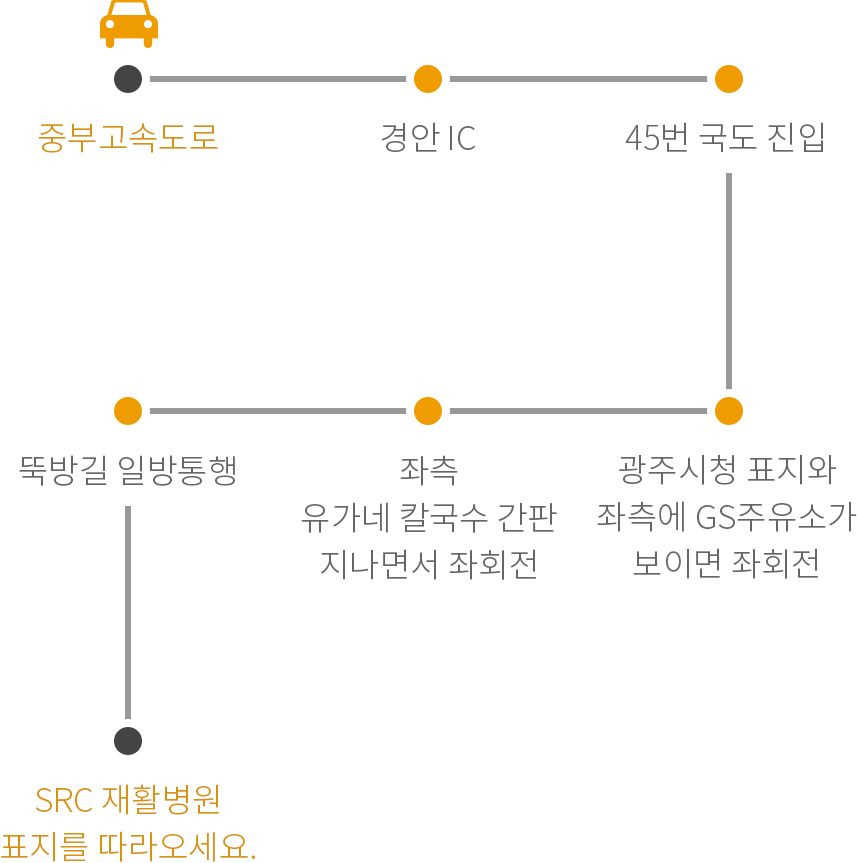 중부고속도로
경안 IC
45번 국도 진입
광주시청 표지와
좌측에 GS주유소가
보이면 좌회전
좌측
유가네 칼국수 간판
지나면서 좌회전
뚝방길 일방통행
SRC 재활병원
표지를 따라오세요.